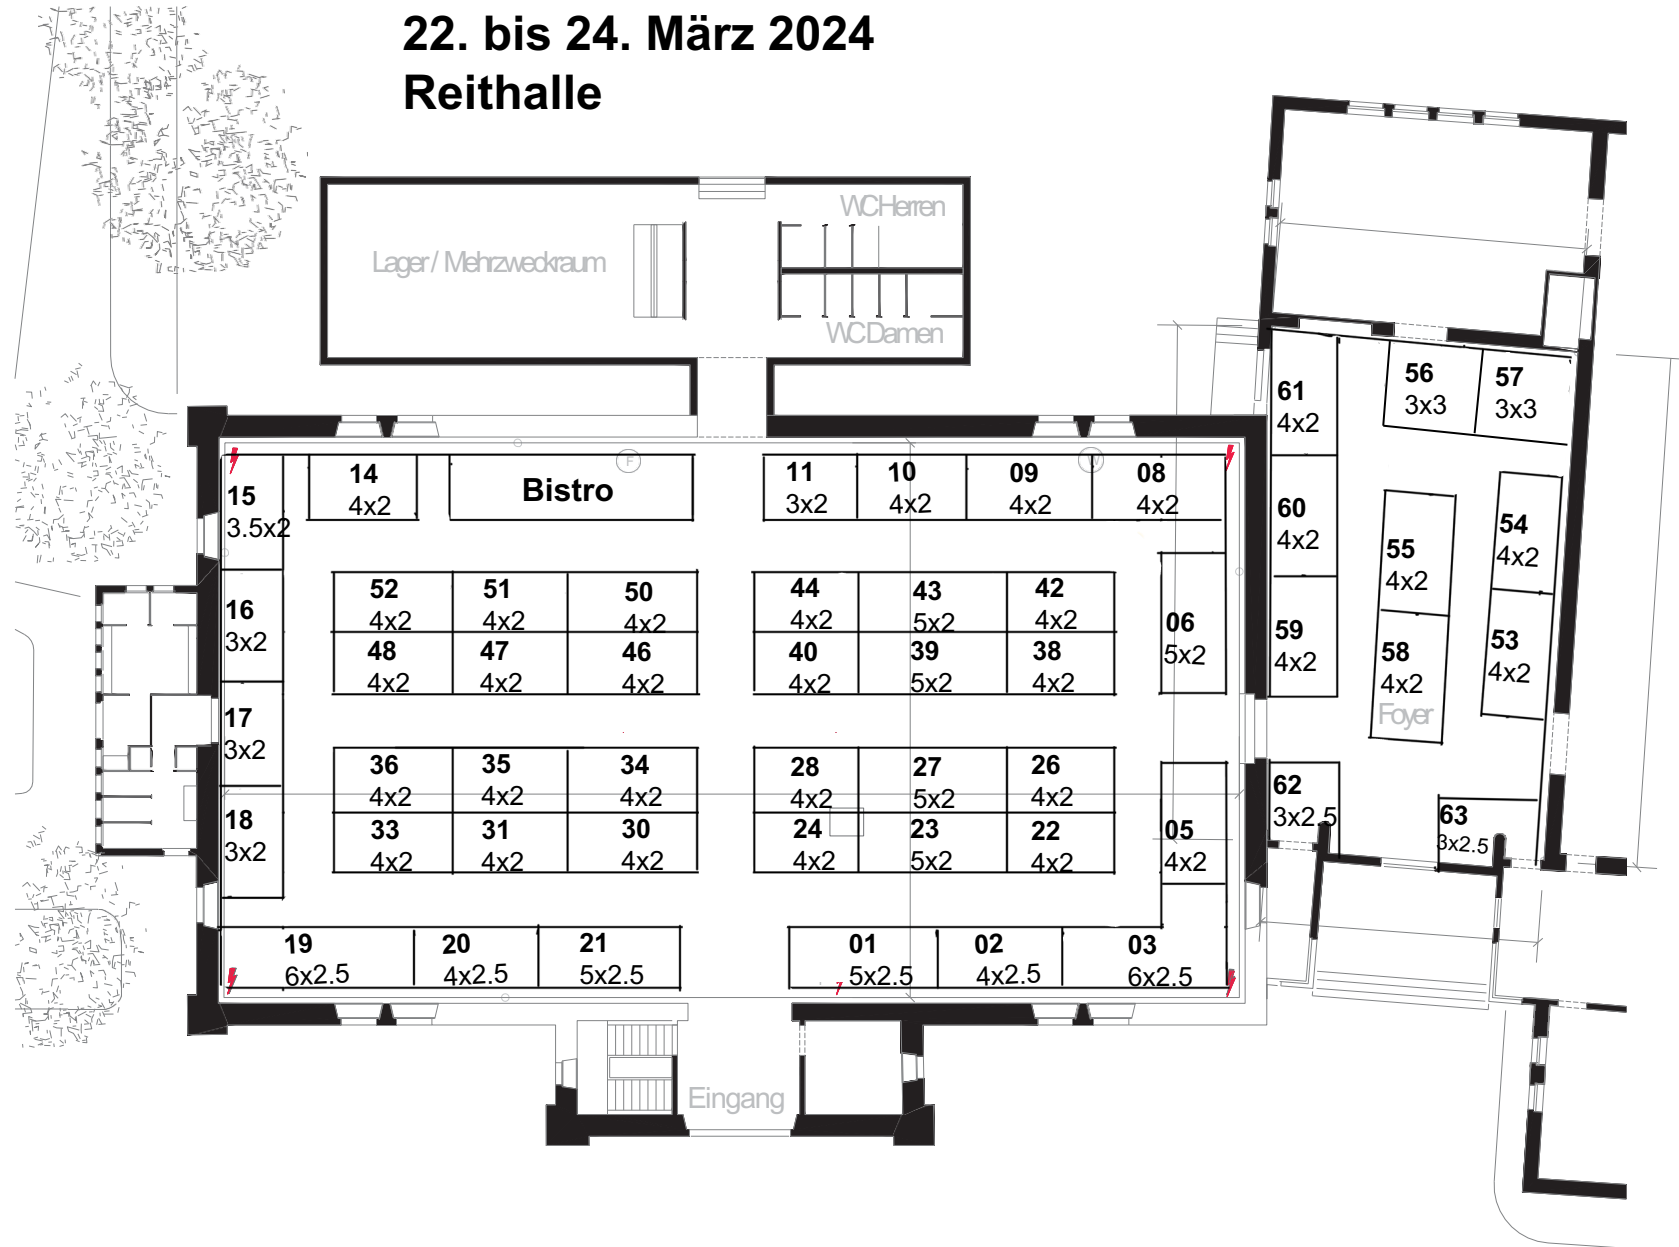 22. bis 24. März 2024
Reithalle
WC Herren
Lager / Mehrzweckraum
WC Damen
15
3.5x2
14
4x2
Bistro
F
11
3x2
10
4x2
09
4x2
W
08
4x2
16
3x2
52
4x2
51
4x2
50
4x2
48
4x2
47
4x2
46
4x2
44
4x2
43
5x2
42
4x2
40
4x2
39
5x2
38
4x2
06
5x2
17
3x2
18
3x2
36
4x2
35
4x2
34
4x2
33
4x2
31
4x2
30
4x2
28
4x2
27
5x2
26
4x2
24
4x2
23
5x2
22
4x2
05
4x2
19
6x2.5
20
4x2.5
21
5x2.5
01
5x2.5
02
4x2.5
03
6x2.5
Eingang
61
4x2
56
3x3
57
3x3
60
4x2
55
4x2
54
4x2
59
4x2
58
4x2
Foyer
53
4x2
62
3x2.5
63
3x2.5